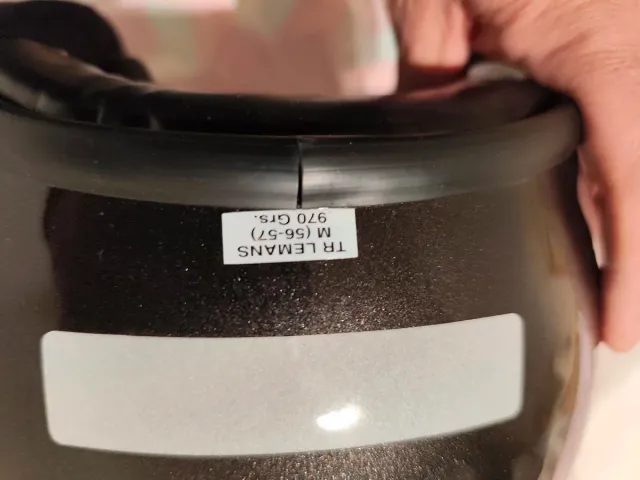 TR LEMANS
M (56-57)
970 Grs.